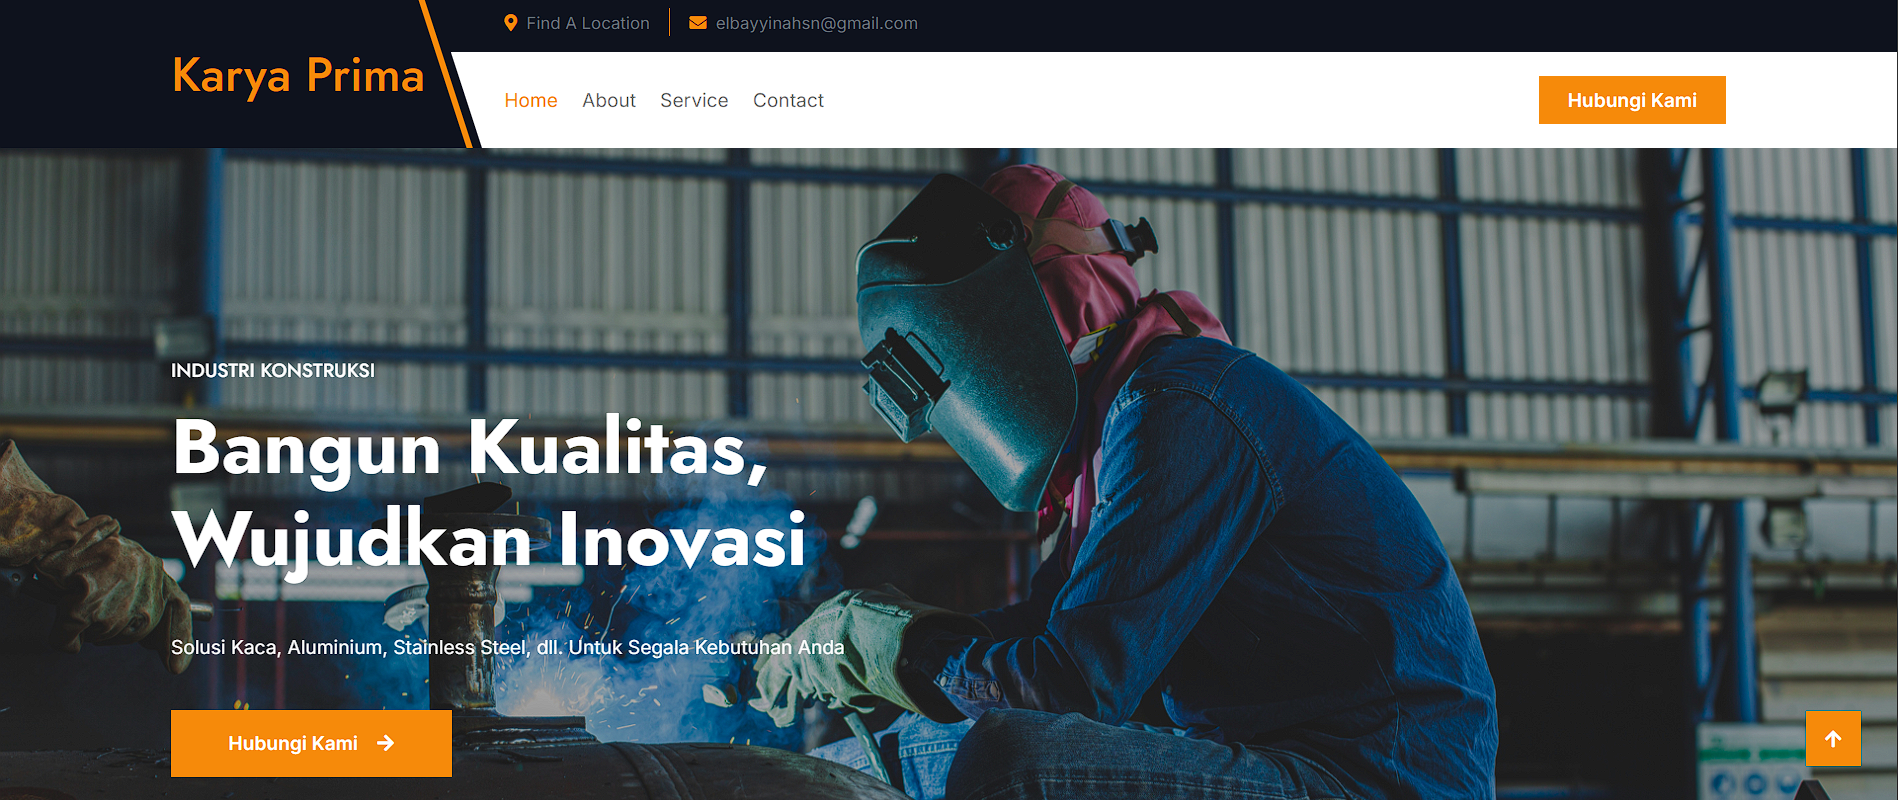 Find A Location
elbayyinahsn@gmail.com
Karya Prima
Home
About
Service
Contact
Hubungi Kami
INDUSTRI KONSTRUKSI
Bangun Kualitas,
Wujudkan Inovasi
Solusi Kaca, Aluminium, Stainless Steel, dll. Untuk Segala Kebutuhan Anda
Hubungi Kami